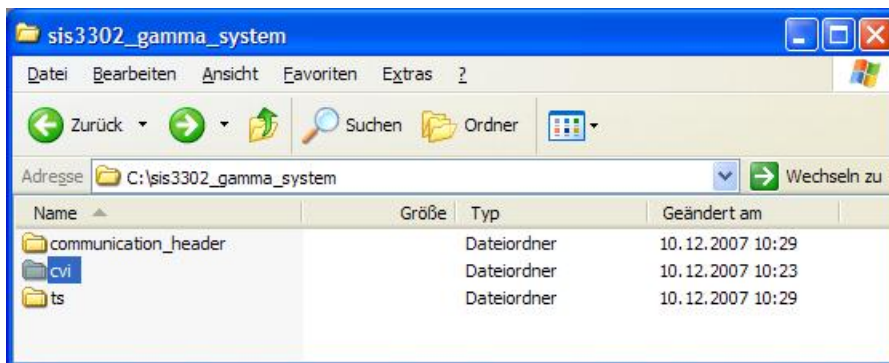 sis3302_gamma_system
Datei Bearbeiten Ansicht Favoriten Extras ?
Zurück Suchen Ordner
Adresse C:\sis3302_gamma_system Wechseln zu
Name Größe Typ Geändert am
communication_header Dateiordner 10.12.2007 10:29
cvi Dateiordner 10.12.2007 10:23
ts Dateiordner 10.12.2007 10:29